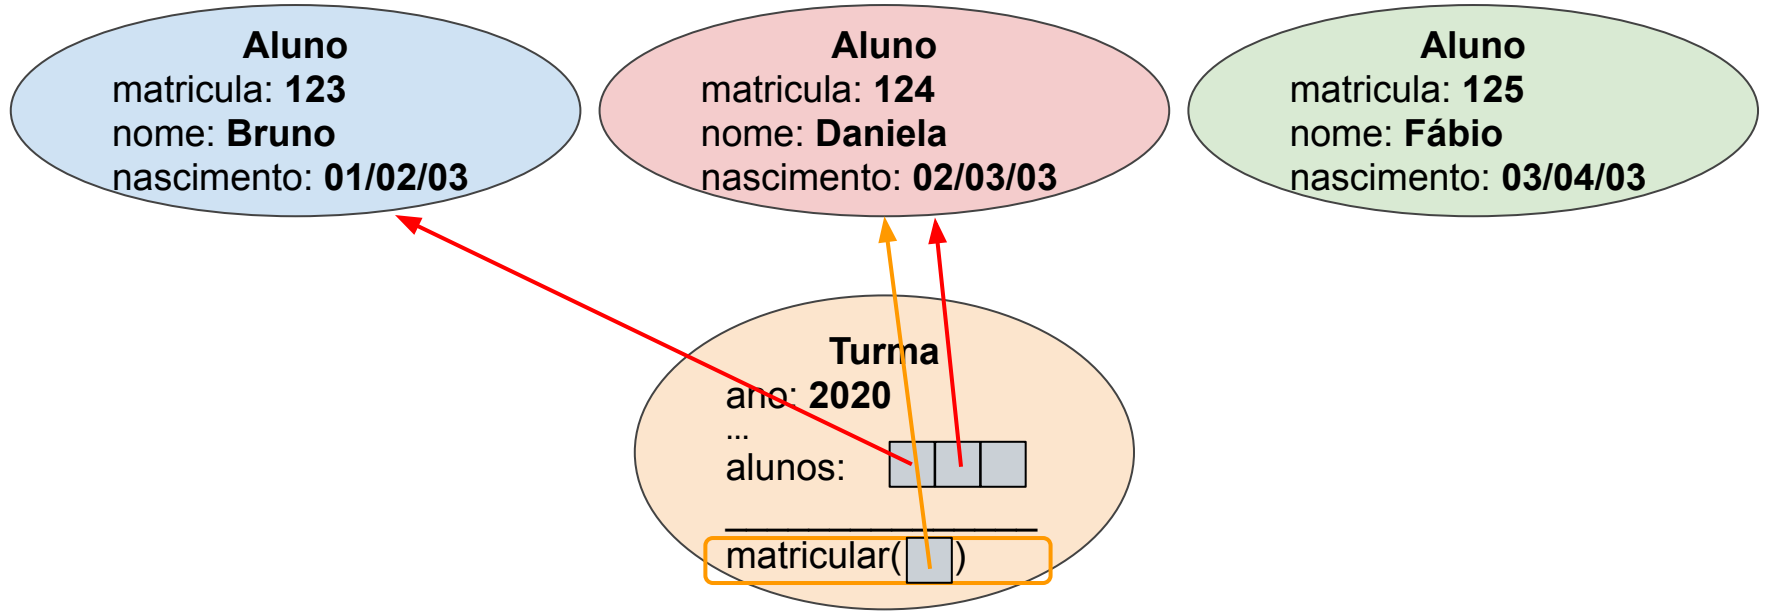 Aluno
matricula: 123
nome: Bruno
nascimento: 01/02/03
Aluno
matricula: 124
nome: Daniela
nascimento: 02/03/03
Aluno
matricula: 125
nome: Fábio
nascimento: 03/04/03
Turma
ano: 2020
...
alunos:
matricular( )